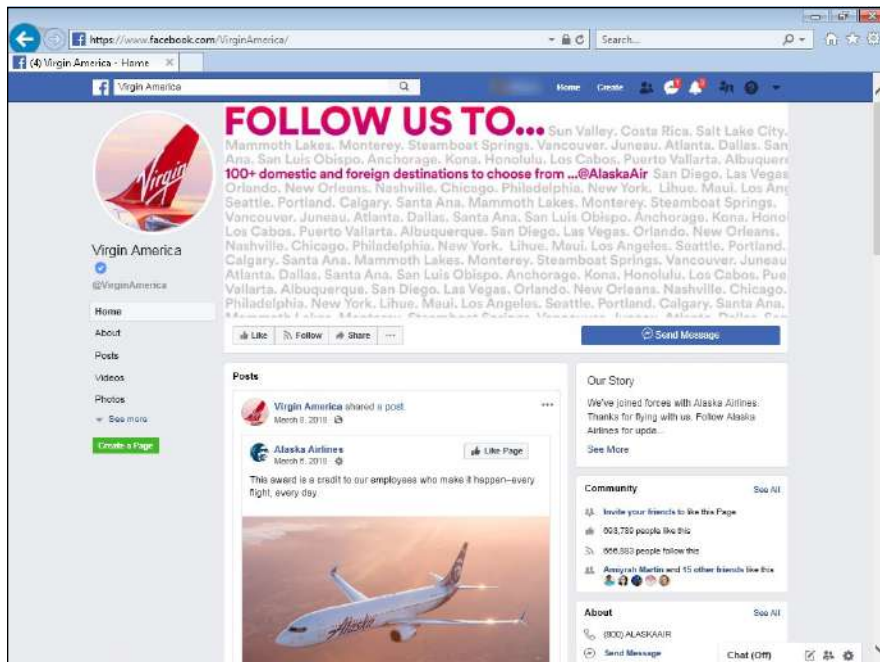 https://www.facebook.com/VirginAmerica/
Search...
(4) Virgin America - Home
Virgin America
Home
Create
Virgin
Virgin America
@VirginAmerica
Home
About
Posts
Videos
Photos
See more
Create a Page
FOLLOW US TO... Sun Valley. Costa Rica. Salt Lake City.
Mammoth Lakes. Monterey. Steamboat Springs. Vancouver. Juneau. Atlanta. Dallas. San
Ana. San Luis Obispo. Anchorage. Kona. Honolulu. Los Cabos. Puerto Vallarta. Albuquer
100+ domestic and foreign destinations to choose from ...@AlaskaAir San Diego. Las Vegas
Orlando. New Orleans. Nashville. Chicago. Philadelphia. New York. Lihue. Maui. Los Ang
Seattle. Portland. Calgary. Santa Ana. Mammoth Lakes. Monterey. Steamboat Springs.
Vancouver. Juneau. Atlanta. Dallas. Santa Ana. San Luis Obispo. Anchorage. Kona. Honol
Los Cabos. Puerto Vallarta. Albuquerque. San Diego. Las Vegas. Orlando. New Orleans.
Nashville. Chicago. Philadelphia. New York. Lihue. Maui. Los Angeles. Seattle. Portland.
Calgary. Santa Ana. Mammoth Lakes. Monterey. Steamboat Springs. Vancouver. Juneau
Atlanta. Dallas. Santa Ana. San Luis Obispo. Anchorage. Kona. Honolulu. Los Cabos. Pue
Vallarta. Albuquerque. San Diego. Las Vegas. Orlando. New Orleans. Nashville. Chicago.
Philadelphia. New York. Lihue. Maui. Los Angeles. Seattle. Portland. Calgary. Santa Ana.
Like
Follow
Share
Send Message
Posts
Virgin America shared a post
Alaska Airlines
Like Page
This award is a credit to our employees who make it happen–every
flight, every day
Alaska
Our Story
We've joined forces with Alaska Airlines.
Thanks for flying with us. Follow Alaska
Airlines for upda...
See More
Community
See All
Invite your friends to like this Page
people like this
people follow this
Martin and 15 other friends like this
About
See All
(800) ALASKAAIR
Send Message
Chat (Off)